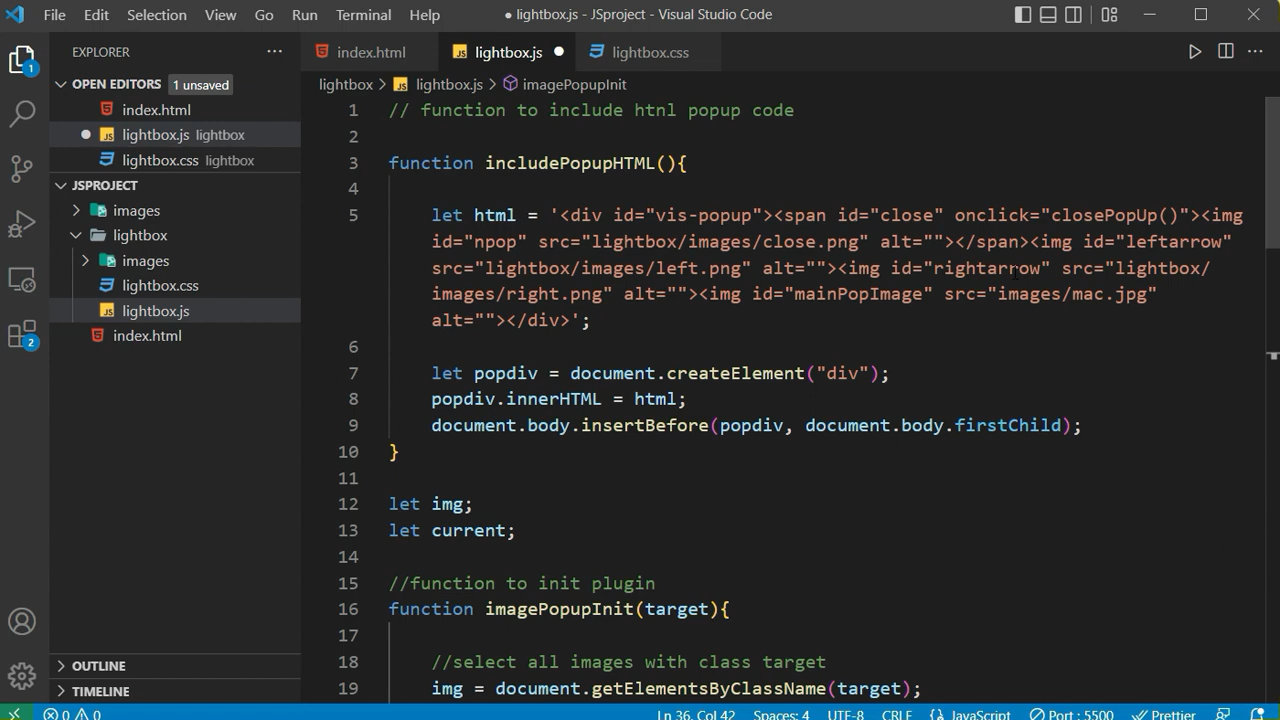 File Edit Selection View Go Run Terminal Help ● lightbox.js - JSproject - Visual Studio Code
EXPLORER ··· index.html JS lightbox.js ● lightbox.css
OPEN EDITORS 1 unsaved
index.html
● JS lightbox.js lightbox
lightbox.css lightbox
JSPROJECT
images
lightbox
images
lightbox.css
JS lightbox.js
index.html
OUTLINE
TIMELINE
1
2
lightbox > JS lightbox.js > imagePopupInit
1 // function to include htnl popup code
2
3 function includePopupHTML(){
4
5 let html = '<div id="vis-popup"><span id="close" onclick="closePopUp()"><img
id="npop" src="lightbox/images/close.png" alt=""></span><img id="leftarrow"
src="lightbox/images/left.png" alt=""><img id="rightarrow" src="lightbox/
images/right.png" alt=""><img id="mainPopImage" src="images/mac.jpg"
alt=""></div>';
6
7 let popdiv = document.createElement("div");
8 popdiv.innerHTML = html;
9 document.body.insertBefore(popdiv, document.body.firstChild);
10 }
11
12 let img;
13 let current;
14
15 //function to init plugin
16 function imagePopupInit(target){
17
18 //select all images with class target
19 img = document.getElementsByClassName(target);
0 0 Ln 36, Col 42 Spaces: 4 UTF-8 CRLF {} JavaScript Port : 5500 Prettier